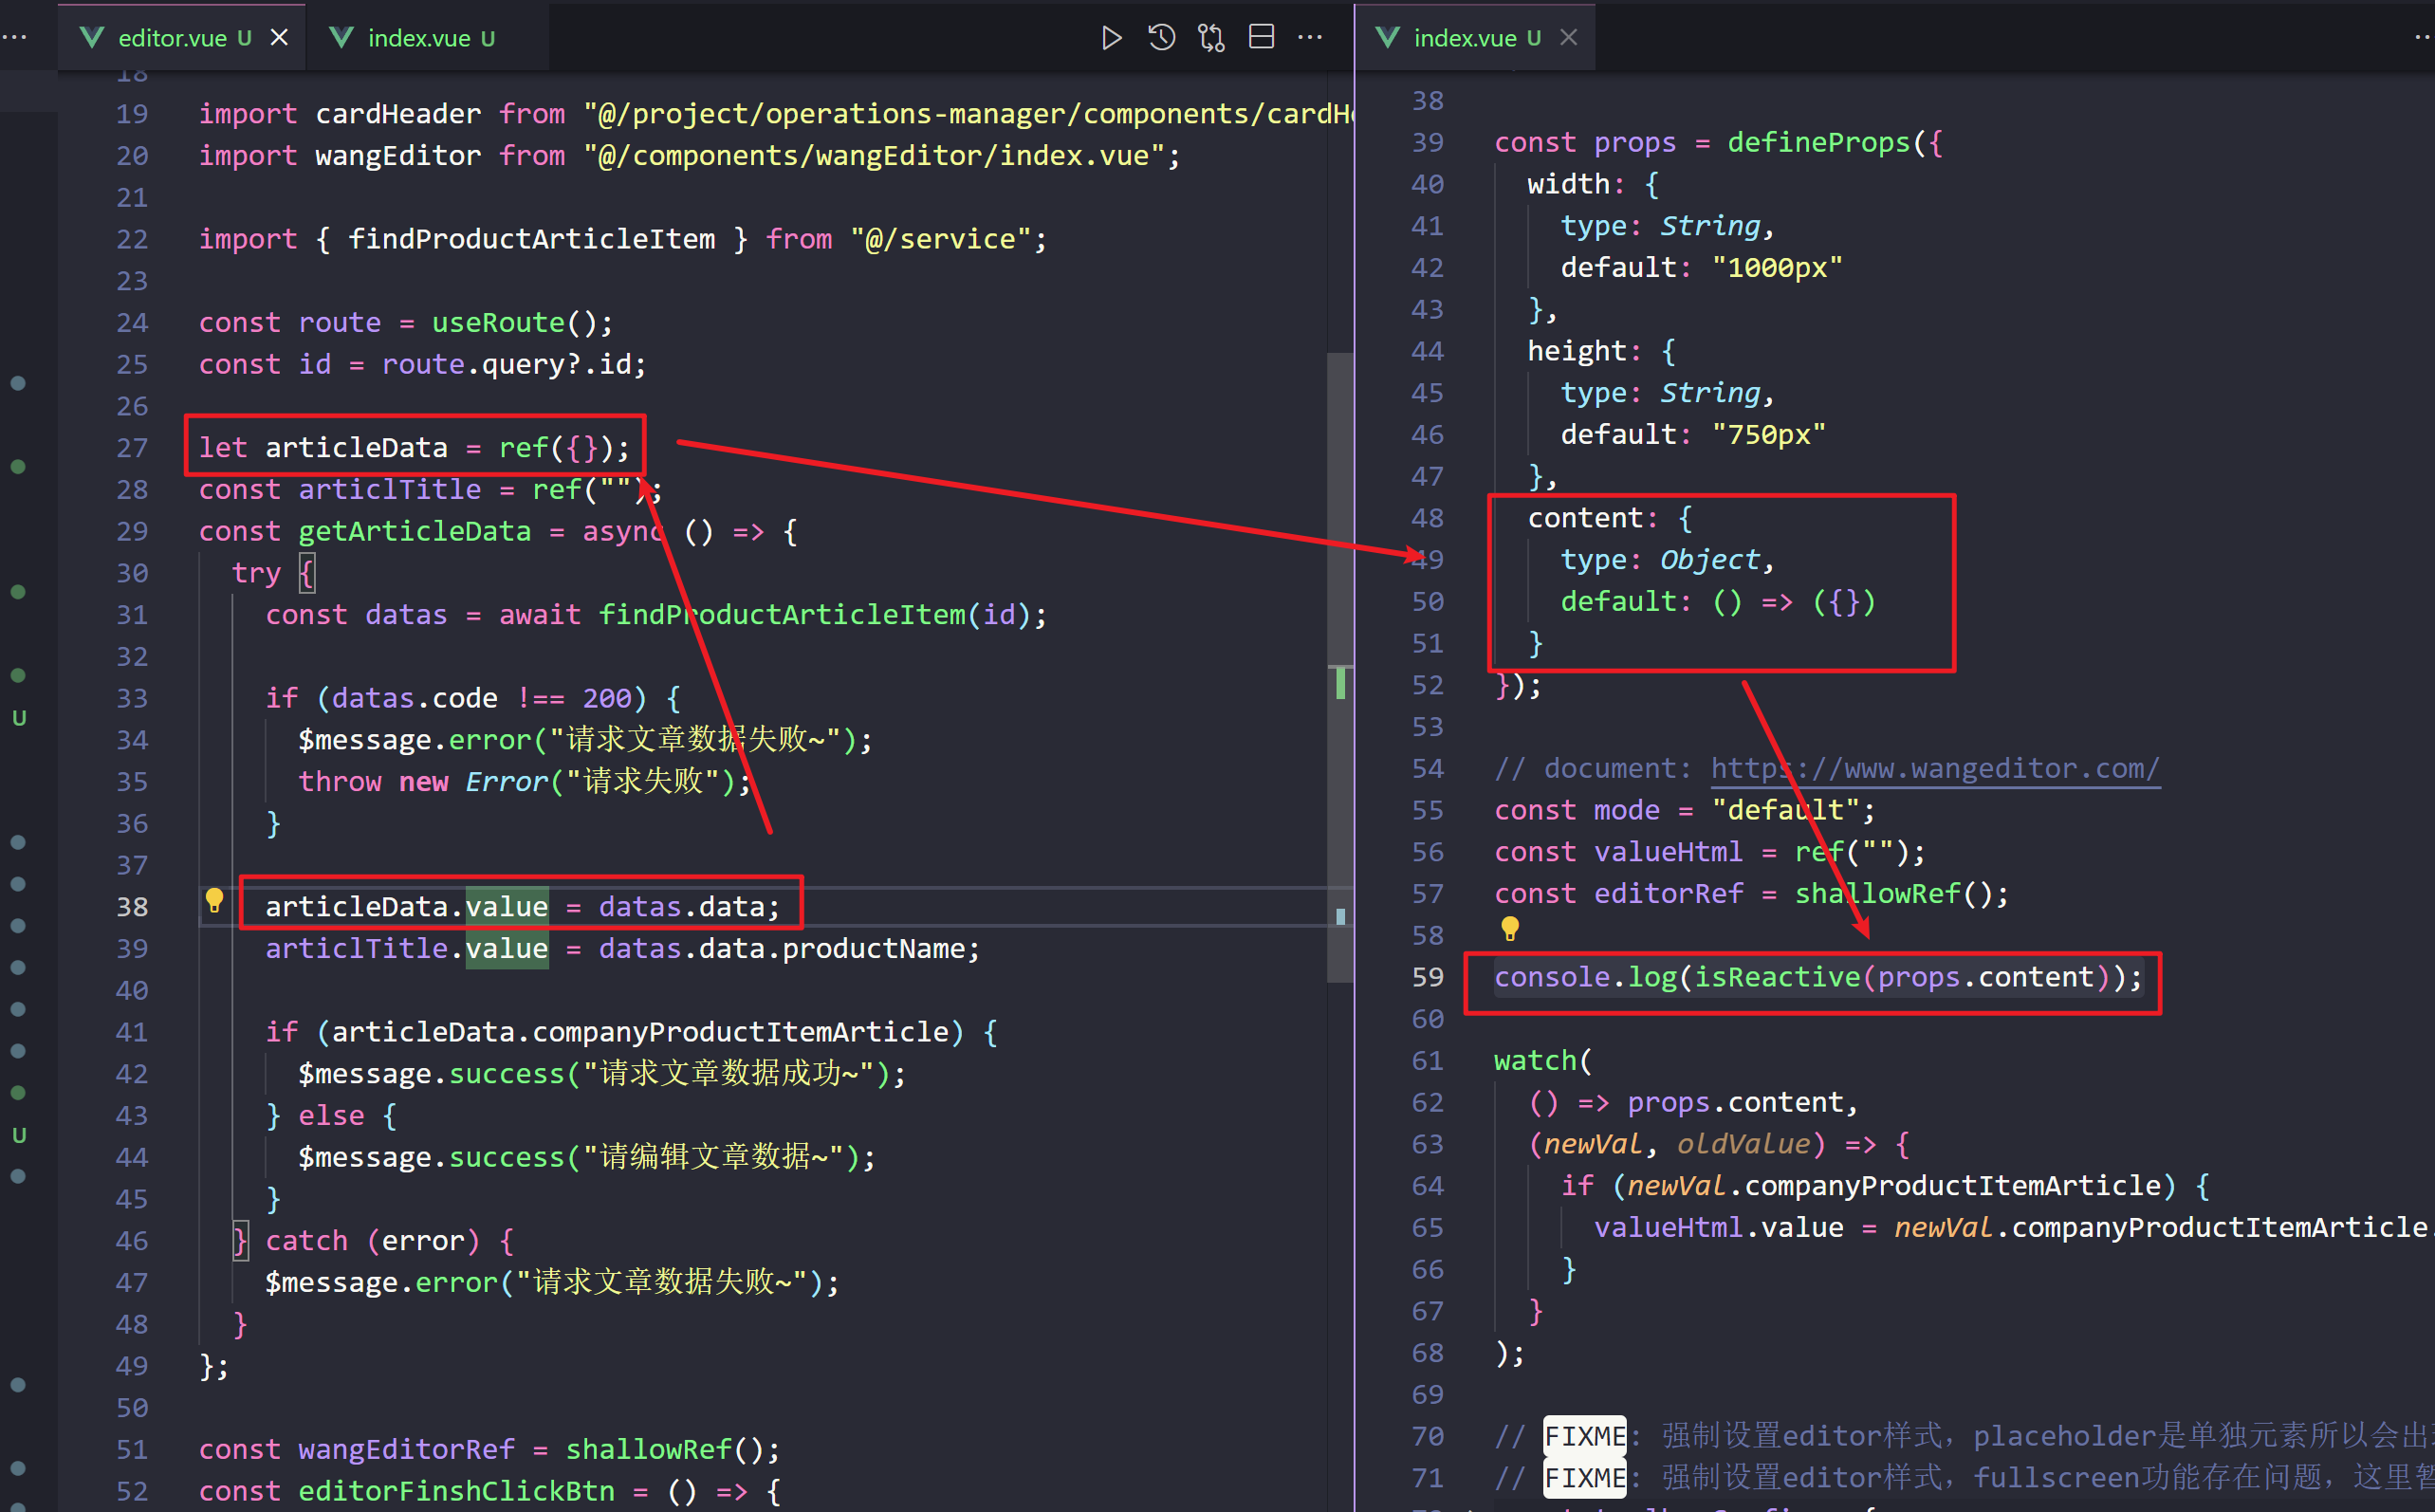 editor.vue U
index.vue U
18
19 import cardHeader from "@/project/operations-manager/components/cardHe
20 import wangEditor from "@/components/wangEditor/index.vue";
21
22 import { findProductArticleItem } from "@/service";
23
24 const route = useRoute();
25 const id = route.query?.id;
26
27 let articleData = ref({});
28 const articlTitle = ref("");
29 const getArticleData = async () => {
30 try {
31 const datas = await findProductArticleItem(id);
32
33 if (datas.code !== 200) {
34 $message.error("请求文章数据失败~");
35 throw new Error("请求失败");
36 }
37
38 articleData.value = datas.data;
39 articlTitle.value = datas.data.productName;
40
41 if (articleData.companyProductItemArticle) {
42 $message.success("请求文章数据成功~");
43 } else {
44 $message.success("请编辑文章数据~");
45 }
46 } catch (error) {
47 $message.error("请求文章数据失败~");
48 }
49 };
50
51 const wangEditorRef = shallowRef();
52 const editorFinshClickBtn = () => {
U
U
index.vue U
38
39 const props = defineProps({
40 width: {
41 type: String,
42 default: "1000px"
43 },
44 height: {
45 type: String,
46 default: "750px"
47 },
48 content: {
49 type: Object,
50 default: () => ({})
51 }
52 });
53
54 // document: https://www.wangeditor.com/
55 const mode = "default";
56 const valueHtml = ref("");
57 const editorRef = shallowRef();
58
59 console.log(isReactive(props.content));
60
61 watch(
62 () => props.content,
63 (newVal, oldValue) => {
64 if (newVal.companyProductItemArticle) {
65 valueHtml.value = newVal.companyProductItemArticle.
66 }
67 }
68 );
69
70 // FIXME: 强制设置editor样式，placeholder是单独元素所以会出
71 // FIXME: 强制设置editor样式，fullscreen功能存在问题，这里暂